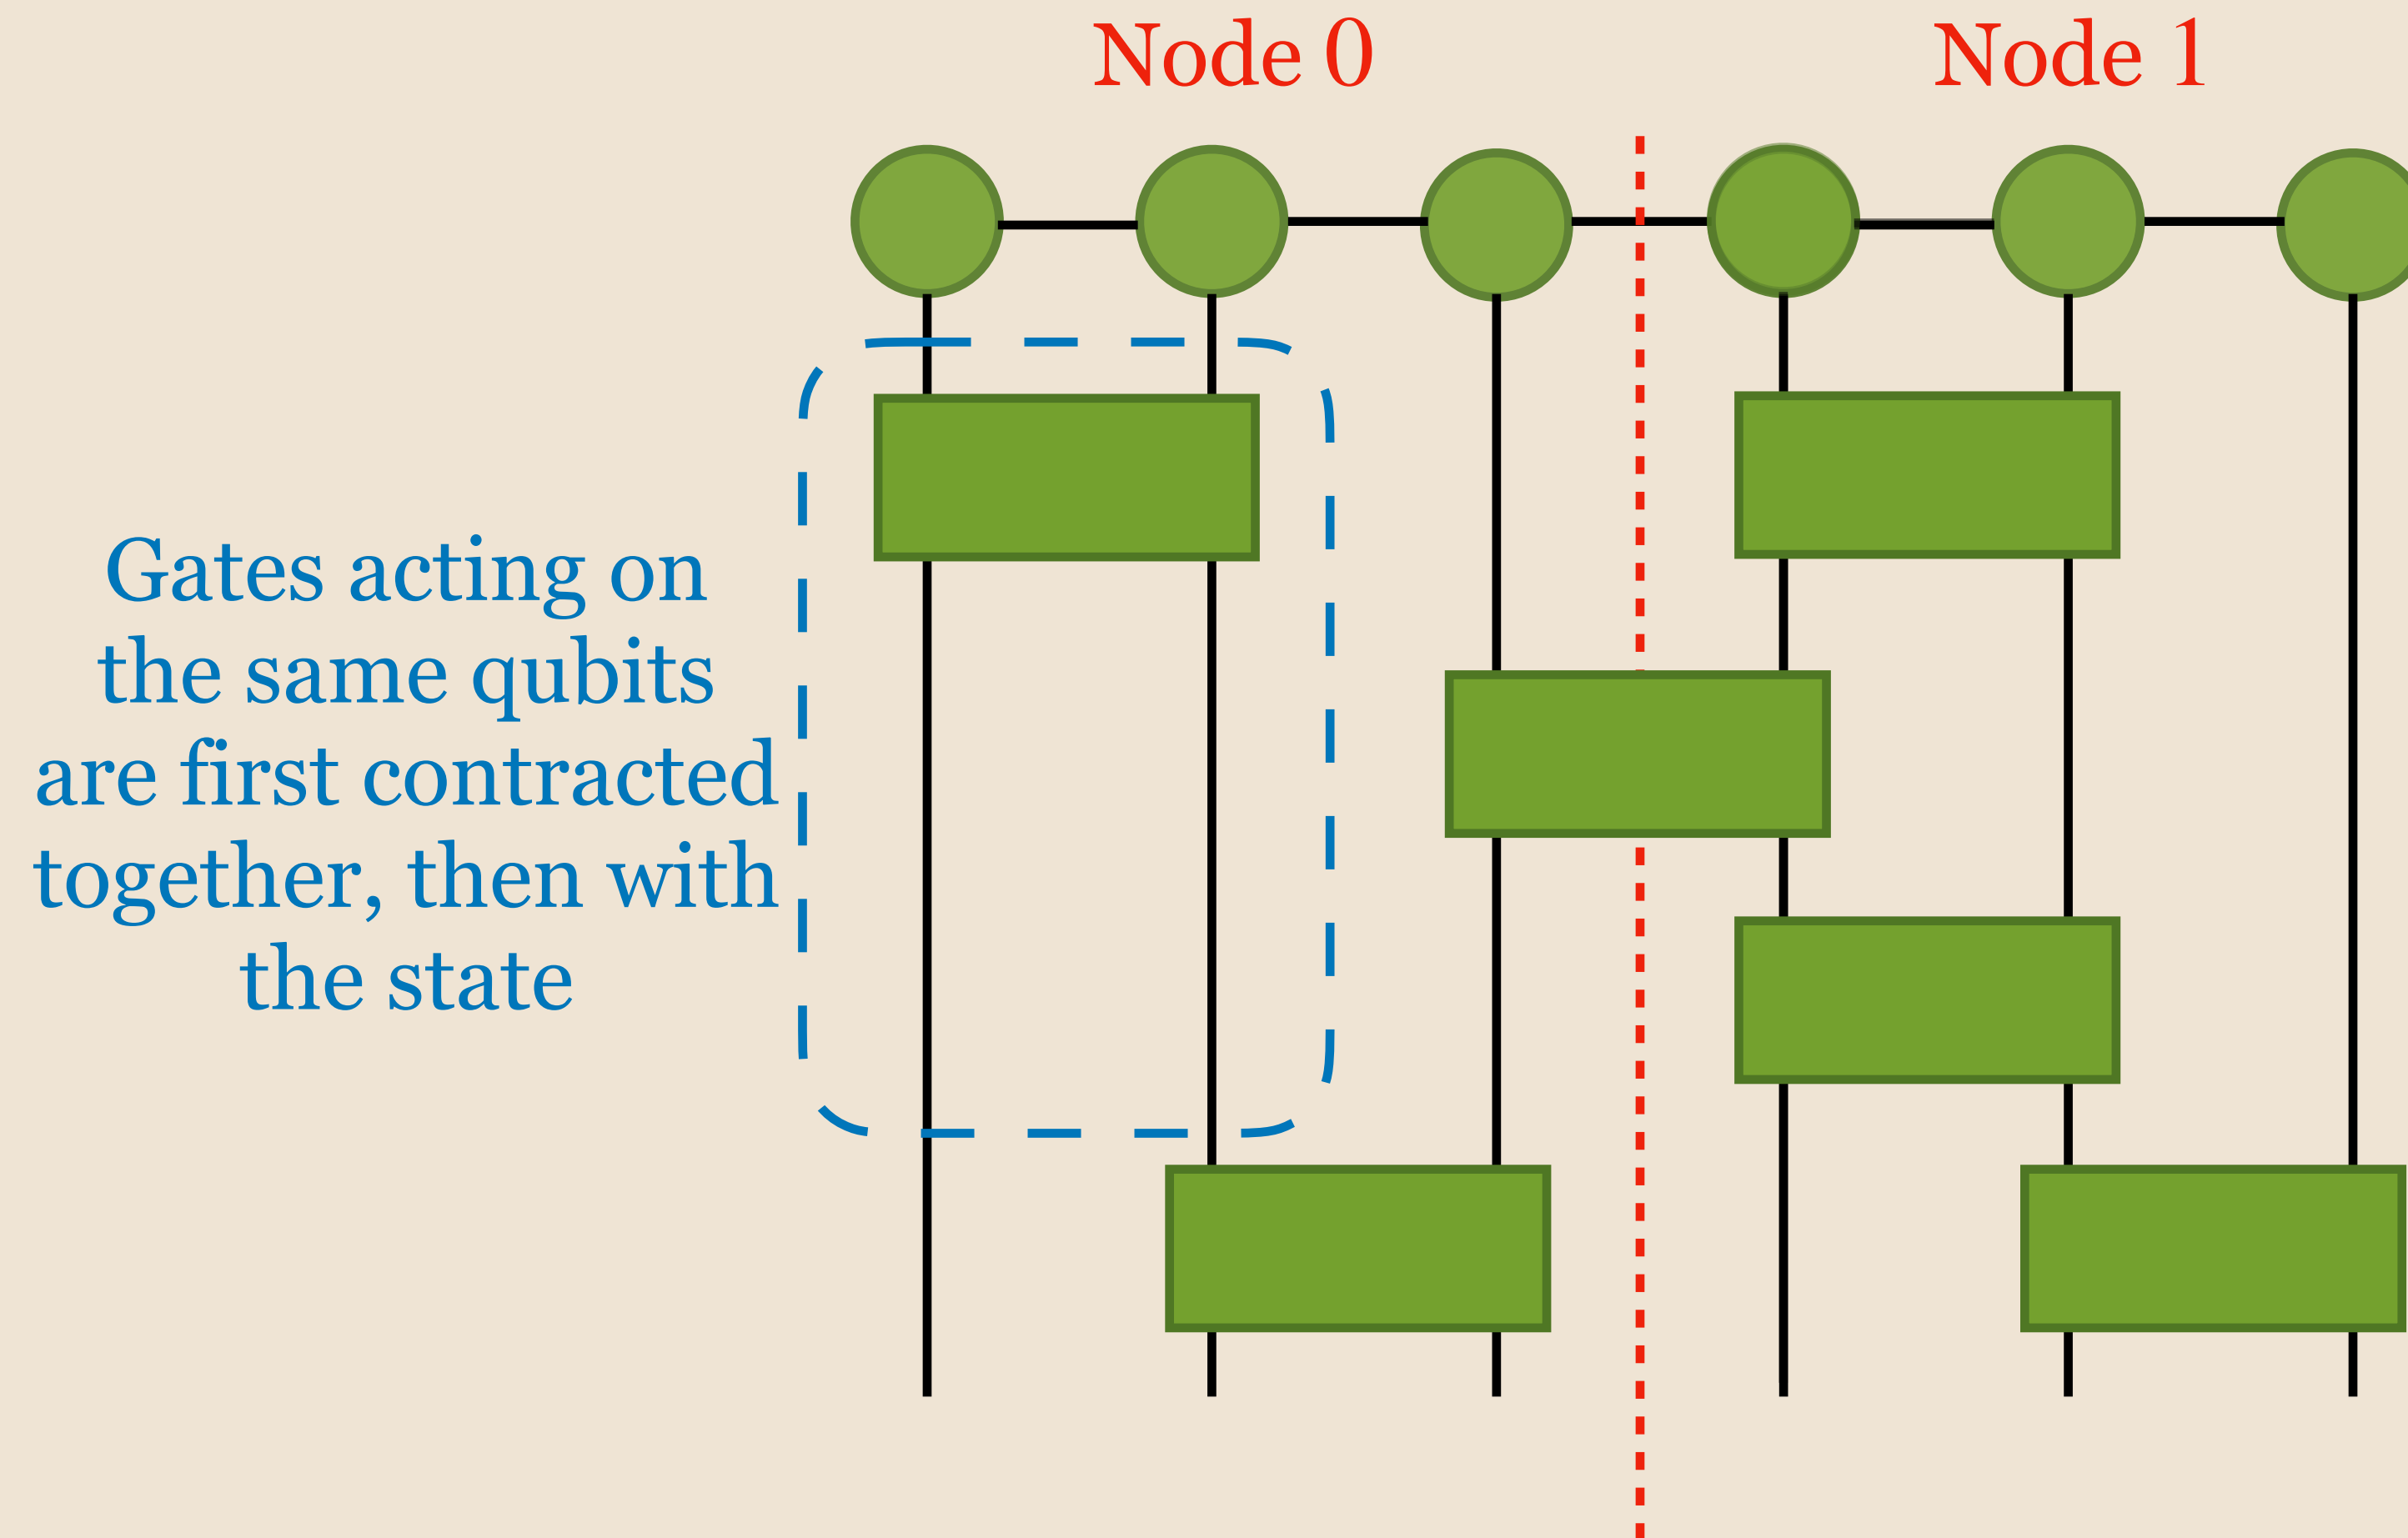 Node 0
Node 1
Gates acting on
the same qubits
are first contracted
together, then with
the state